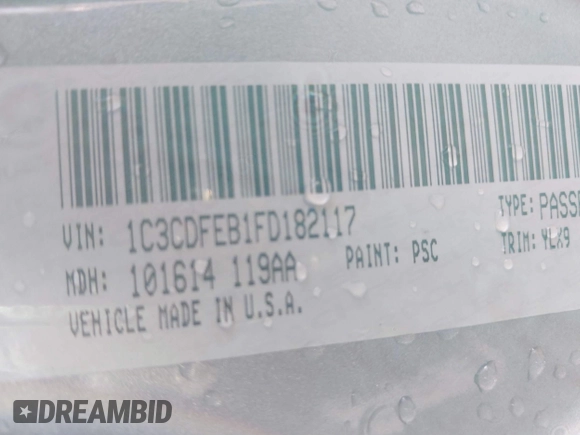 VIN: 1C3CDFEB1FD182117 TYPE: PASS
MDH: 101614 119AA PAINT: PSC TRIM: YLX9
VEHICLE MADE IN U.S.A.
DREAMBID